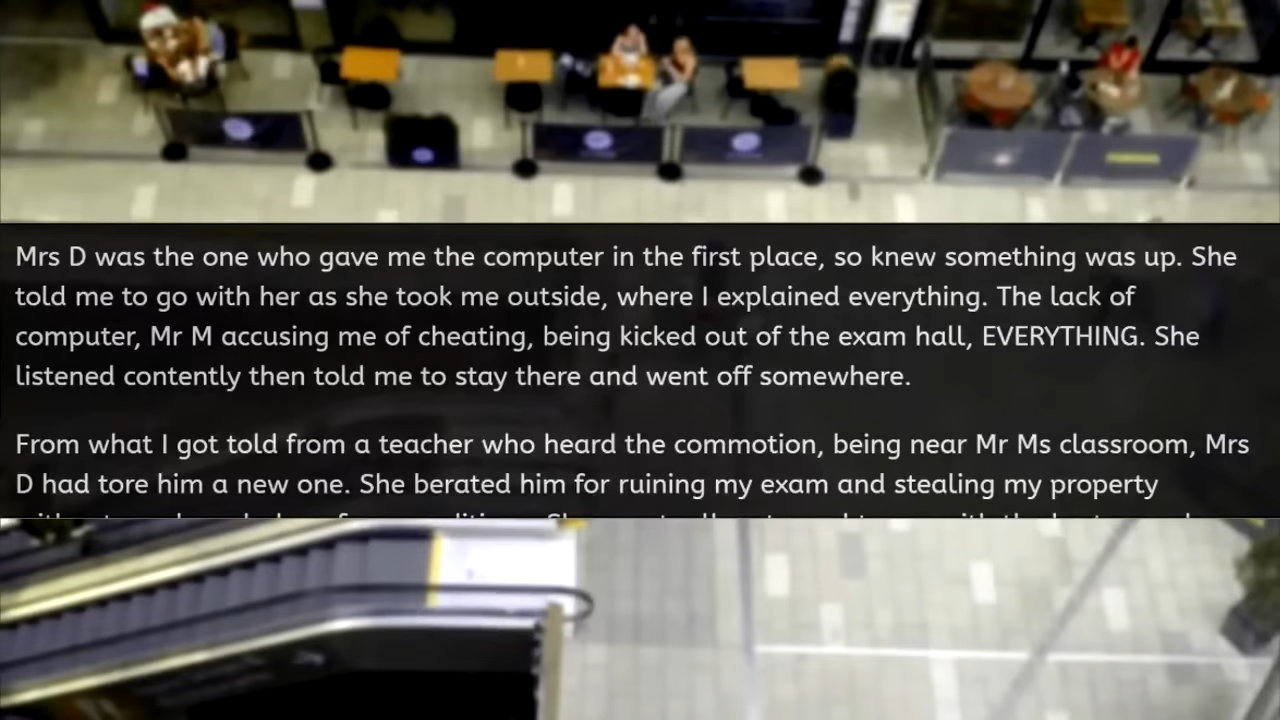 Mrs D was the one who gave me the computer in the first place, so knew something was up. She
told me to go with her as she took me outside, where I explained everything. The lack of
computer, Mr M accusing me of cheating, being kicked out of the exam hall, EVERYTHING. She
listened contently then told me to stay there and went off somewhere.
From what I got told from a teacher who heard the commotion, being near Mr Ms classroom, Mrs
D had tore him a new one. She berated him for ruining my exam and stealing my property